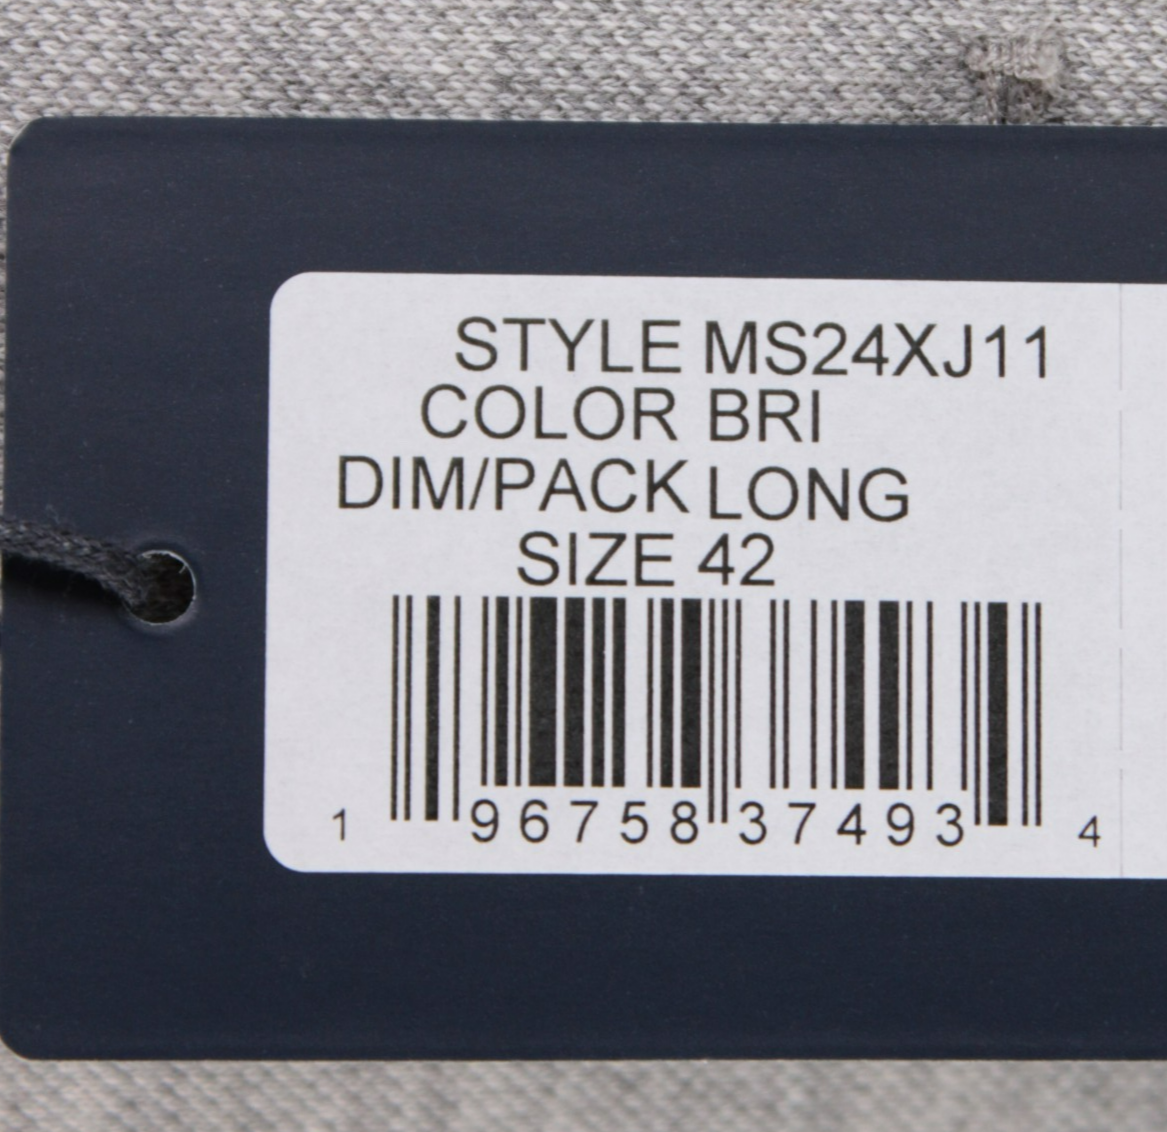 STYLE MS24XJ11
COLOR BRI
DIM/PACK LONG
SIZE 42
1 96758 37493 4